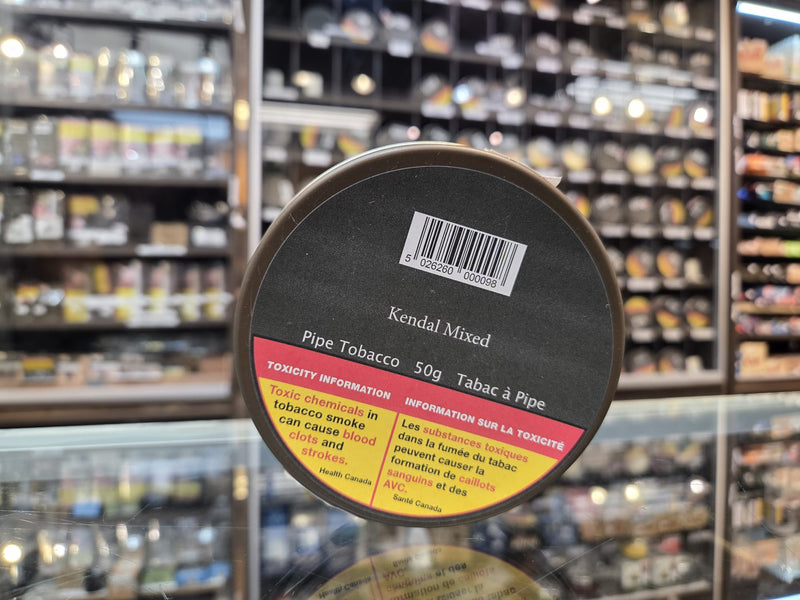 5 026260 000098
Kendal Mixed
Pipe Tobacco 50g Tabac à Pipe
TOXICITY INFORMATION
Toxic chemicals in
tobacco smoke
can cause blood
clots and
strokes.
Health Canada
INFORMATION SUR LA TOXICITÉ
Les substances toxiques
dans la fumée du tabac
peuvent causer la
formation de caillots
sanguins et des
AVC.
Santé Canada